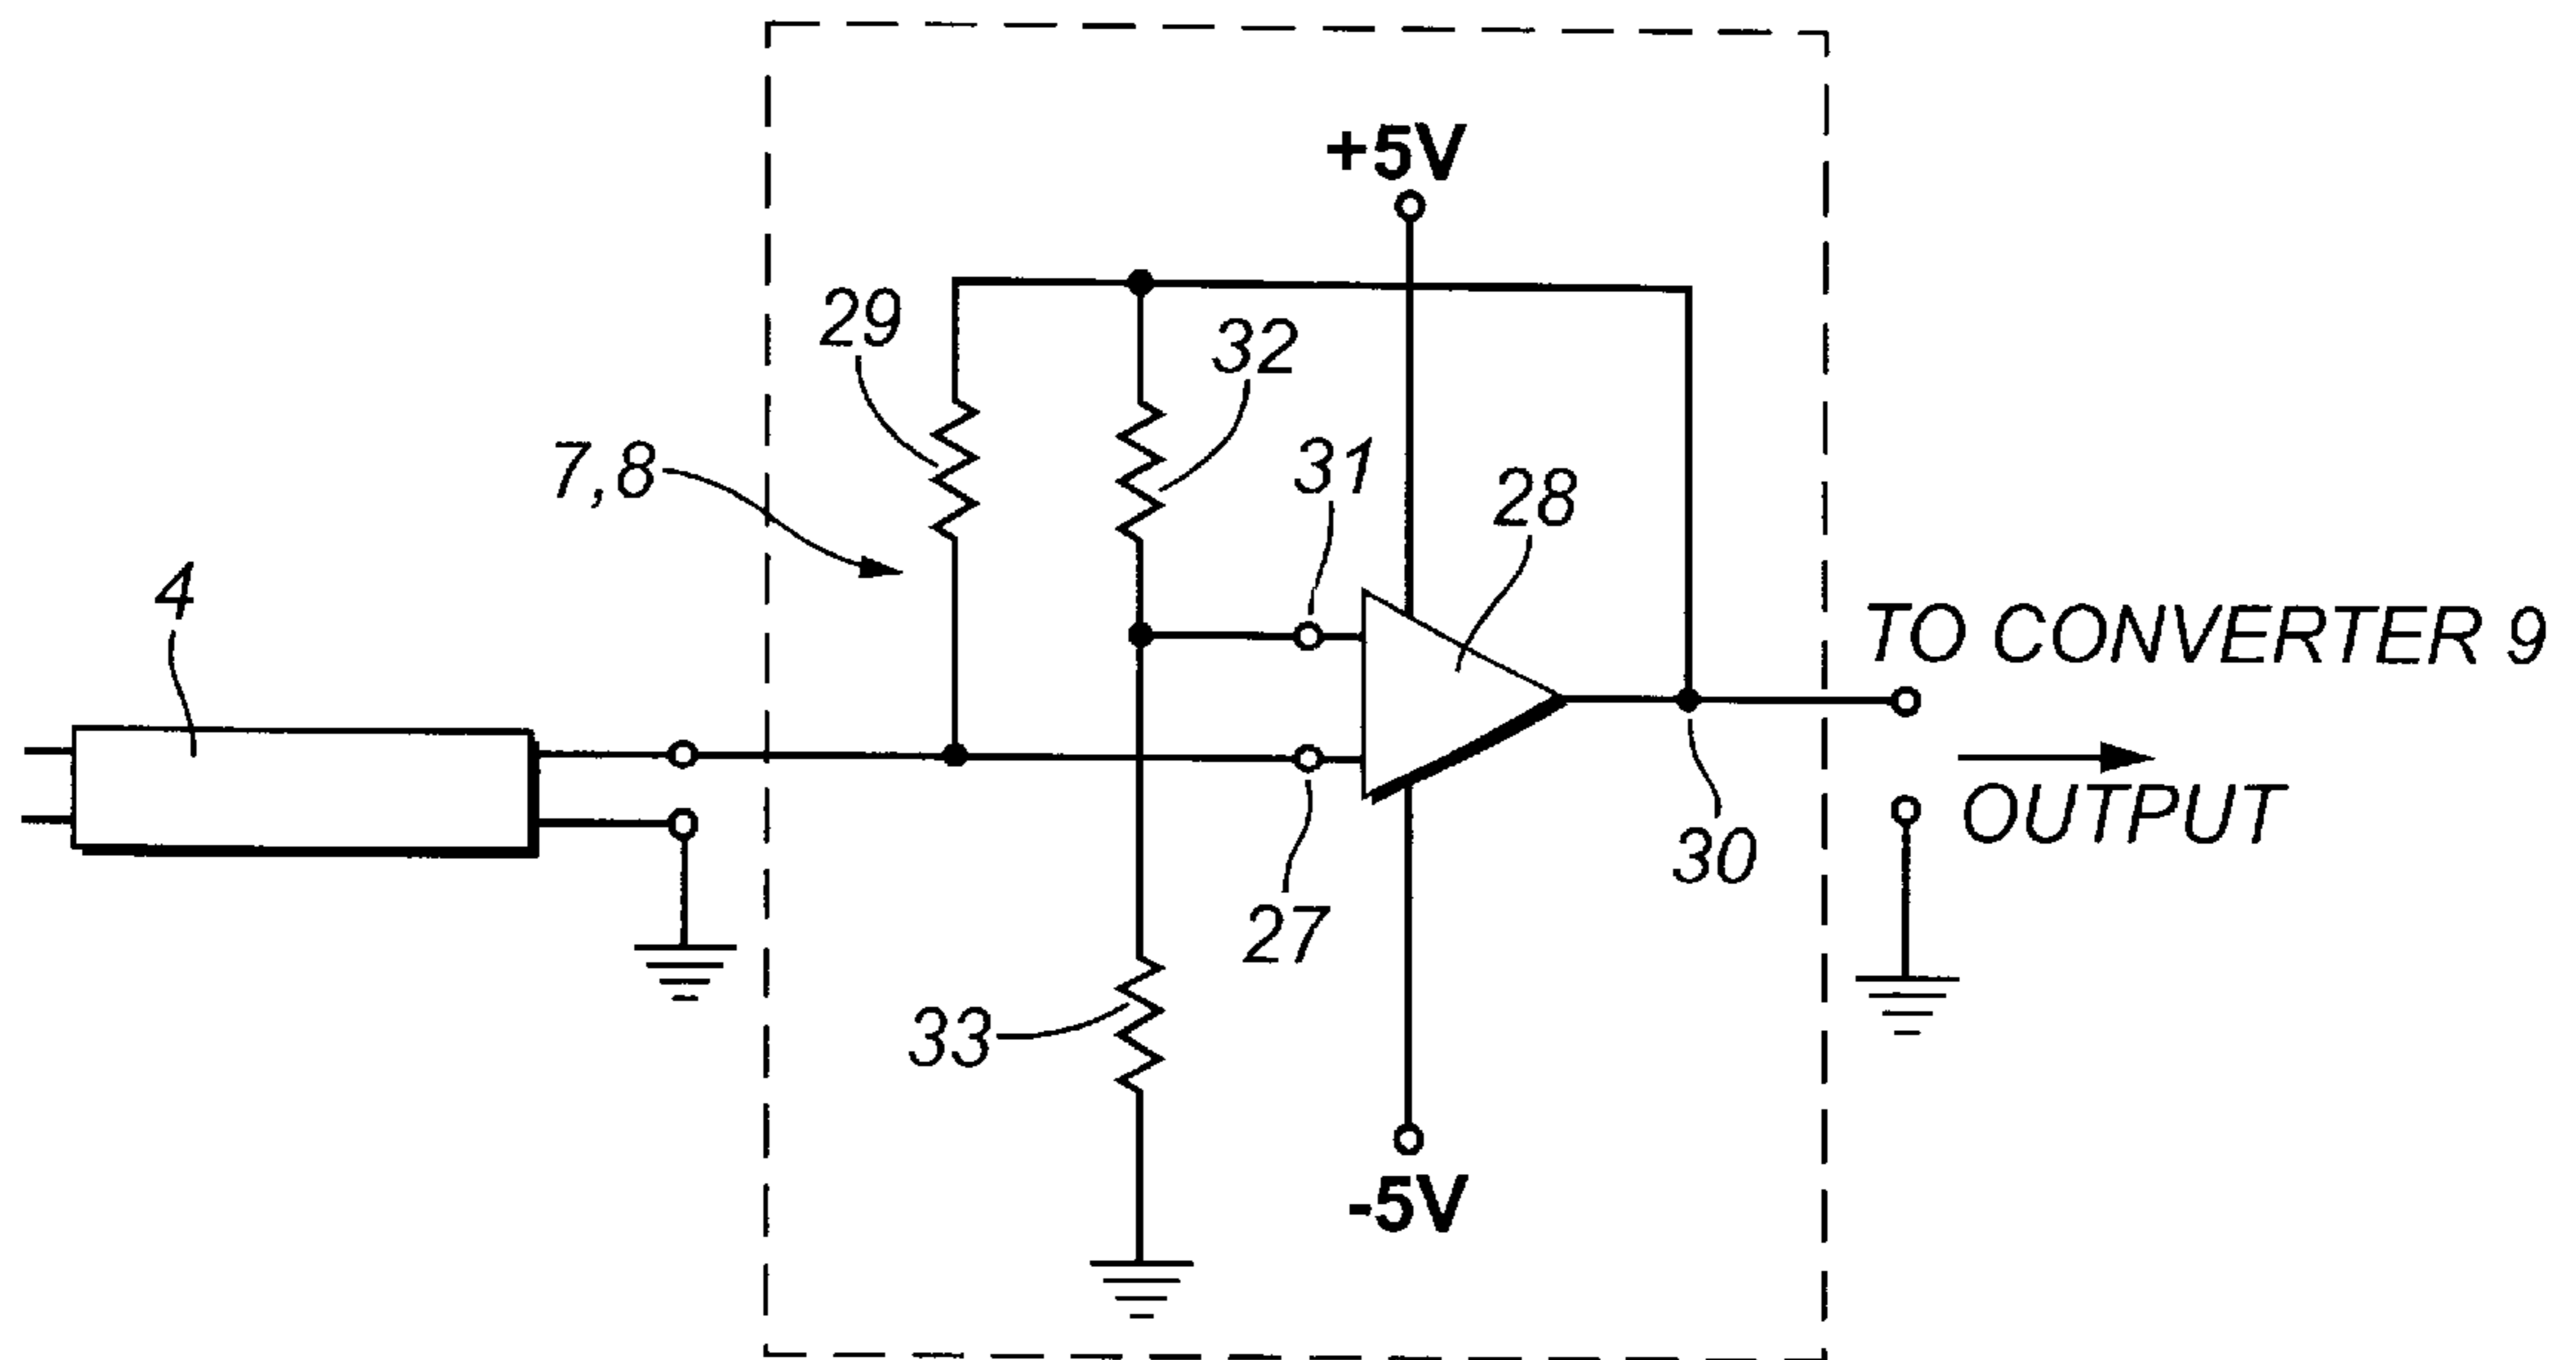 +5V
29
32
7,8
31
28
4
TO CONVERTER 9
OUTPUT
30
27
33
-5V